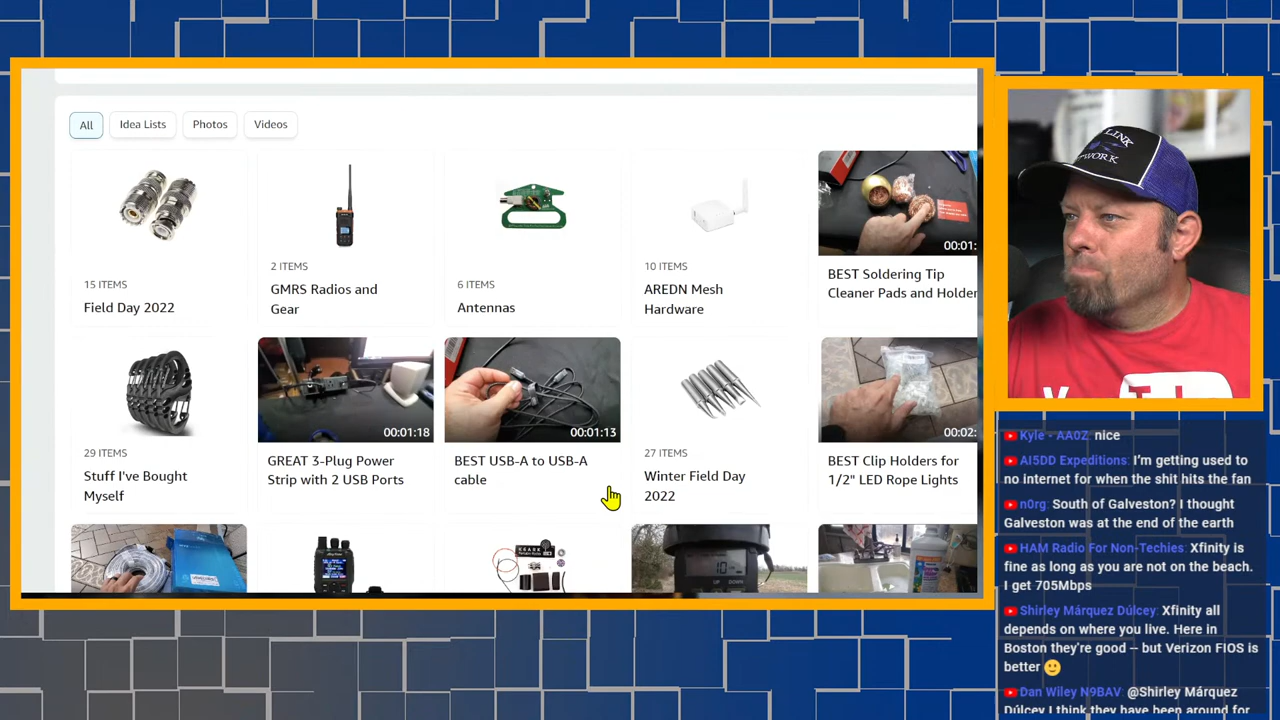 All
Idea Lists
Photos
Videos
15 ITEMS
Field Day 2022
2 ITEMS
GMRS Radios and
Gear
6 ITEMS
Antennas
10 ITEMS
AREDN Mesh
Hardware
00:01:
BEST Soldering Tip
Cleaner Pads and Holder
29 ITEMS
Stuff I've Bought
Myself
00:01:18
GREAT 3-Plug Power
Strip with 2 USB Ports
00:01:13
BEST USB-A to USB-A
cable
27 ITEMS
Winter Field Day
2022
00:02:
BEST Clip Holders for
1/2" LED Rope Lights
LINK
WORK
Kyle - AA0Z: nice
AI5DD Expeditions: I'm getting used to
no internet for when the shit hits the fan
n0rg: South of Galveston? I thought
Galveston was at the end of the earth
HAM Radio For Non-Techies: Xfinity is
fine as long as you are not on the beach.
I get 705Mbps
Shirley Márquez Dúlcey: Xfinity all
depends on where you live. Here in
Boston they're good -- but Verizon FIOS is
better 🙂
Dan Wiley N9BAV: @Shirley Márquez
Dúlcey I think they have been around for